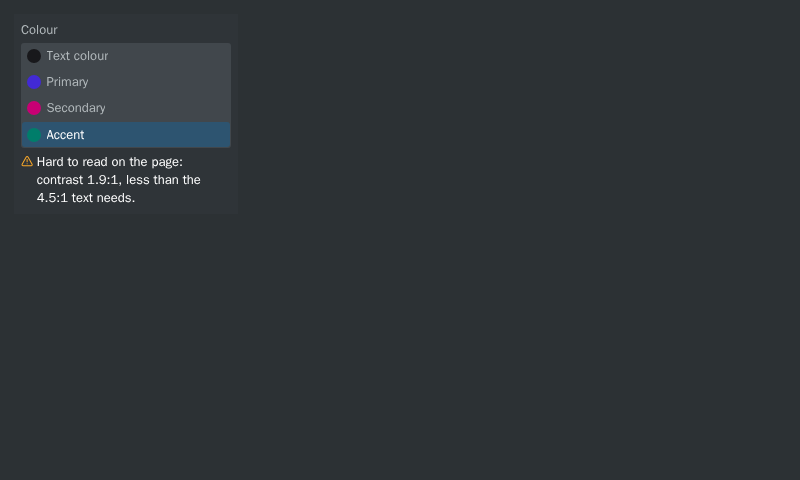 Colour
Text colour
Primary
Secondary
Accent
Hard to read on the page:
contrast 1.9:1, less than the
4.5:1 text needs.